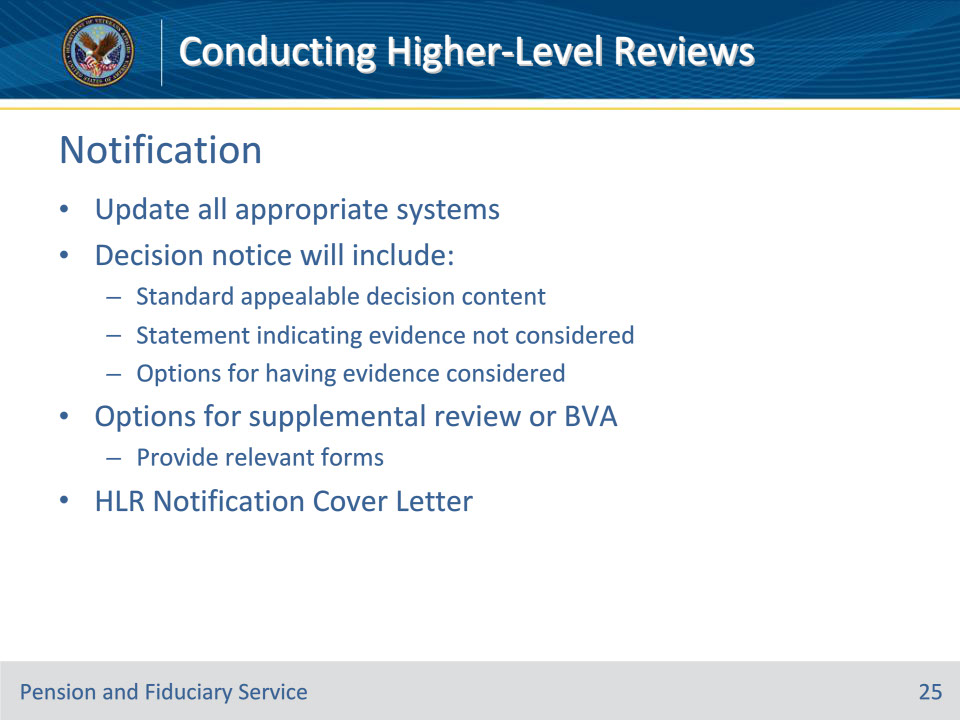 Conducting Higher-Level Reviews
Notification
• Update all appropriate systems
• Decision notice will include:
– Standard appealable decision content
– Statement indicating evidence not considered
– Options for having evidence considered
• Options for supplemental review or BVA
– Provide relevant forms
• HLR Notification Cover Letter
Pension and Fiduciary Service
25